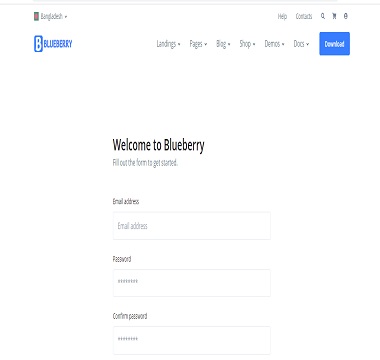 Bangladesh Help Contacts
BLUEBERRY Landings Pages Blog Shop Demos Docs Download
Welcome to Blueberry
Fill out the form to get started.
Email address
Email address
Password
********
Confirm password
********